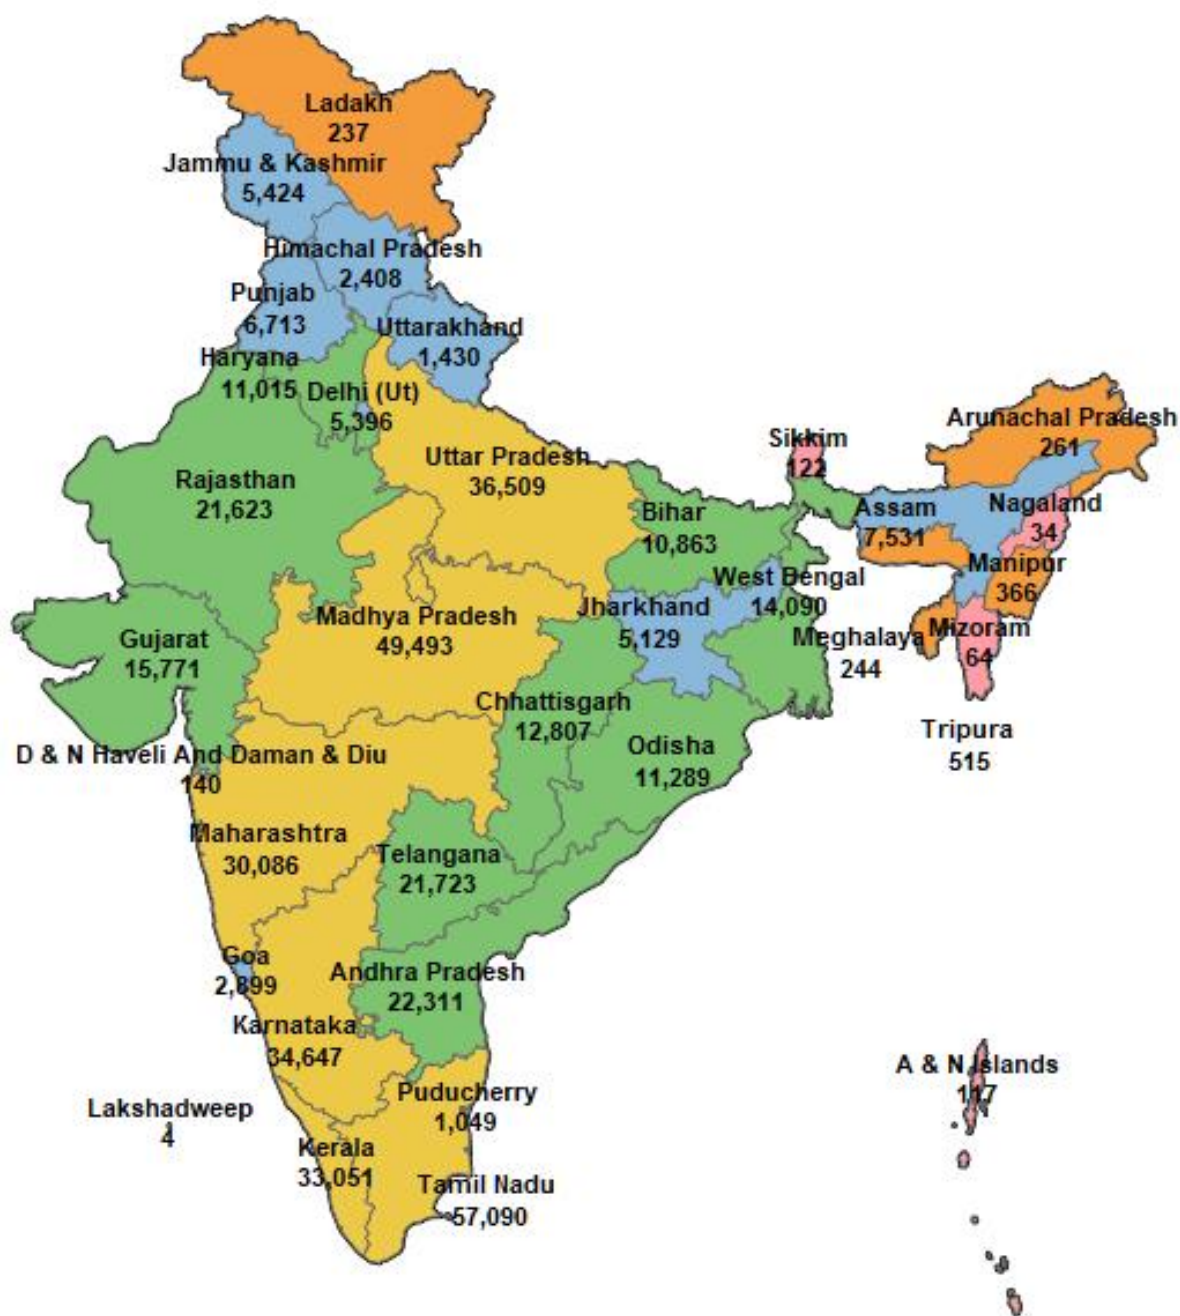 Ladakh
237
Jammu & Kashmir
5,424
Himachal Pradesh
2,408
Punjab
6,713
Uttarakhand
1,430
Haryana
11,015
Delhi (Ut)
5,396
Arunachal Pradesh
261
Sikkim
122
Uttar Pradesh
36,509
Rajasthan
21,623
Bihar
10,863
Assam
7,531
Nagaland
34
Manipur
366
West Bengal
14,090
Jharkhand
5,129
Madhya Pradesh
49,493
Gujarat
15,771
Meghalaya
244
Mizoram
64
Chhattisgarh
12,807
Tripura
515
Odisha
11,289
D & N Haveli And Daman & Diu
140
Maharashtra
30,086
Telangana
21,723
Goa
2,899
Andhra Pradesh
22,311
Karnataka
34,647
A & N Islands
117
Puducherry
1,049
Lakshadweep
4
Kerala
33,051
Tamil Nadu
57,090